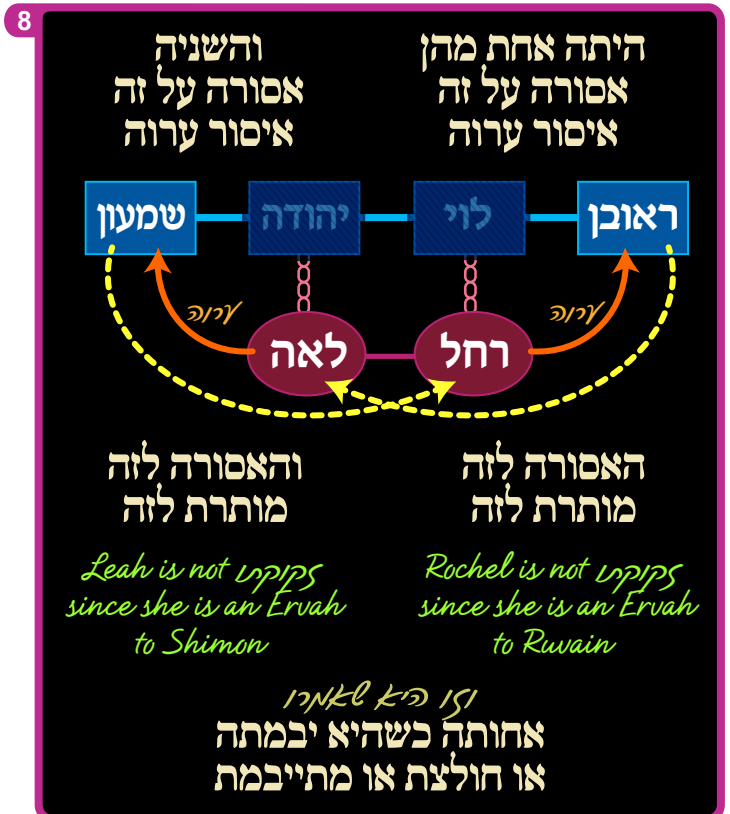 8
היתה אחת מהן
אסורה על זה
איסור ערוה
והשניה
אסורה על זה
איסור ערוה
ראובן
לוי
יהודה
שמעון
ערוה
ערוה
רחל
לאה
האסורה לזה
מותרת לזה
והאסורה לזה
מותרת לזה
Rochel is not זקוקתו
since she is an Ervah
to Ruvain
Leah is not זקוקתו
since she is an Ervah
to Shimon
וזו היא שאמרו
אחותה כשהיא יבמתה
או חולצת או מתייבמת